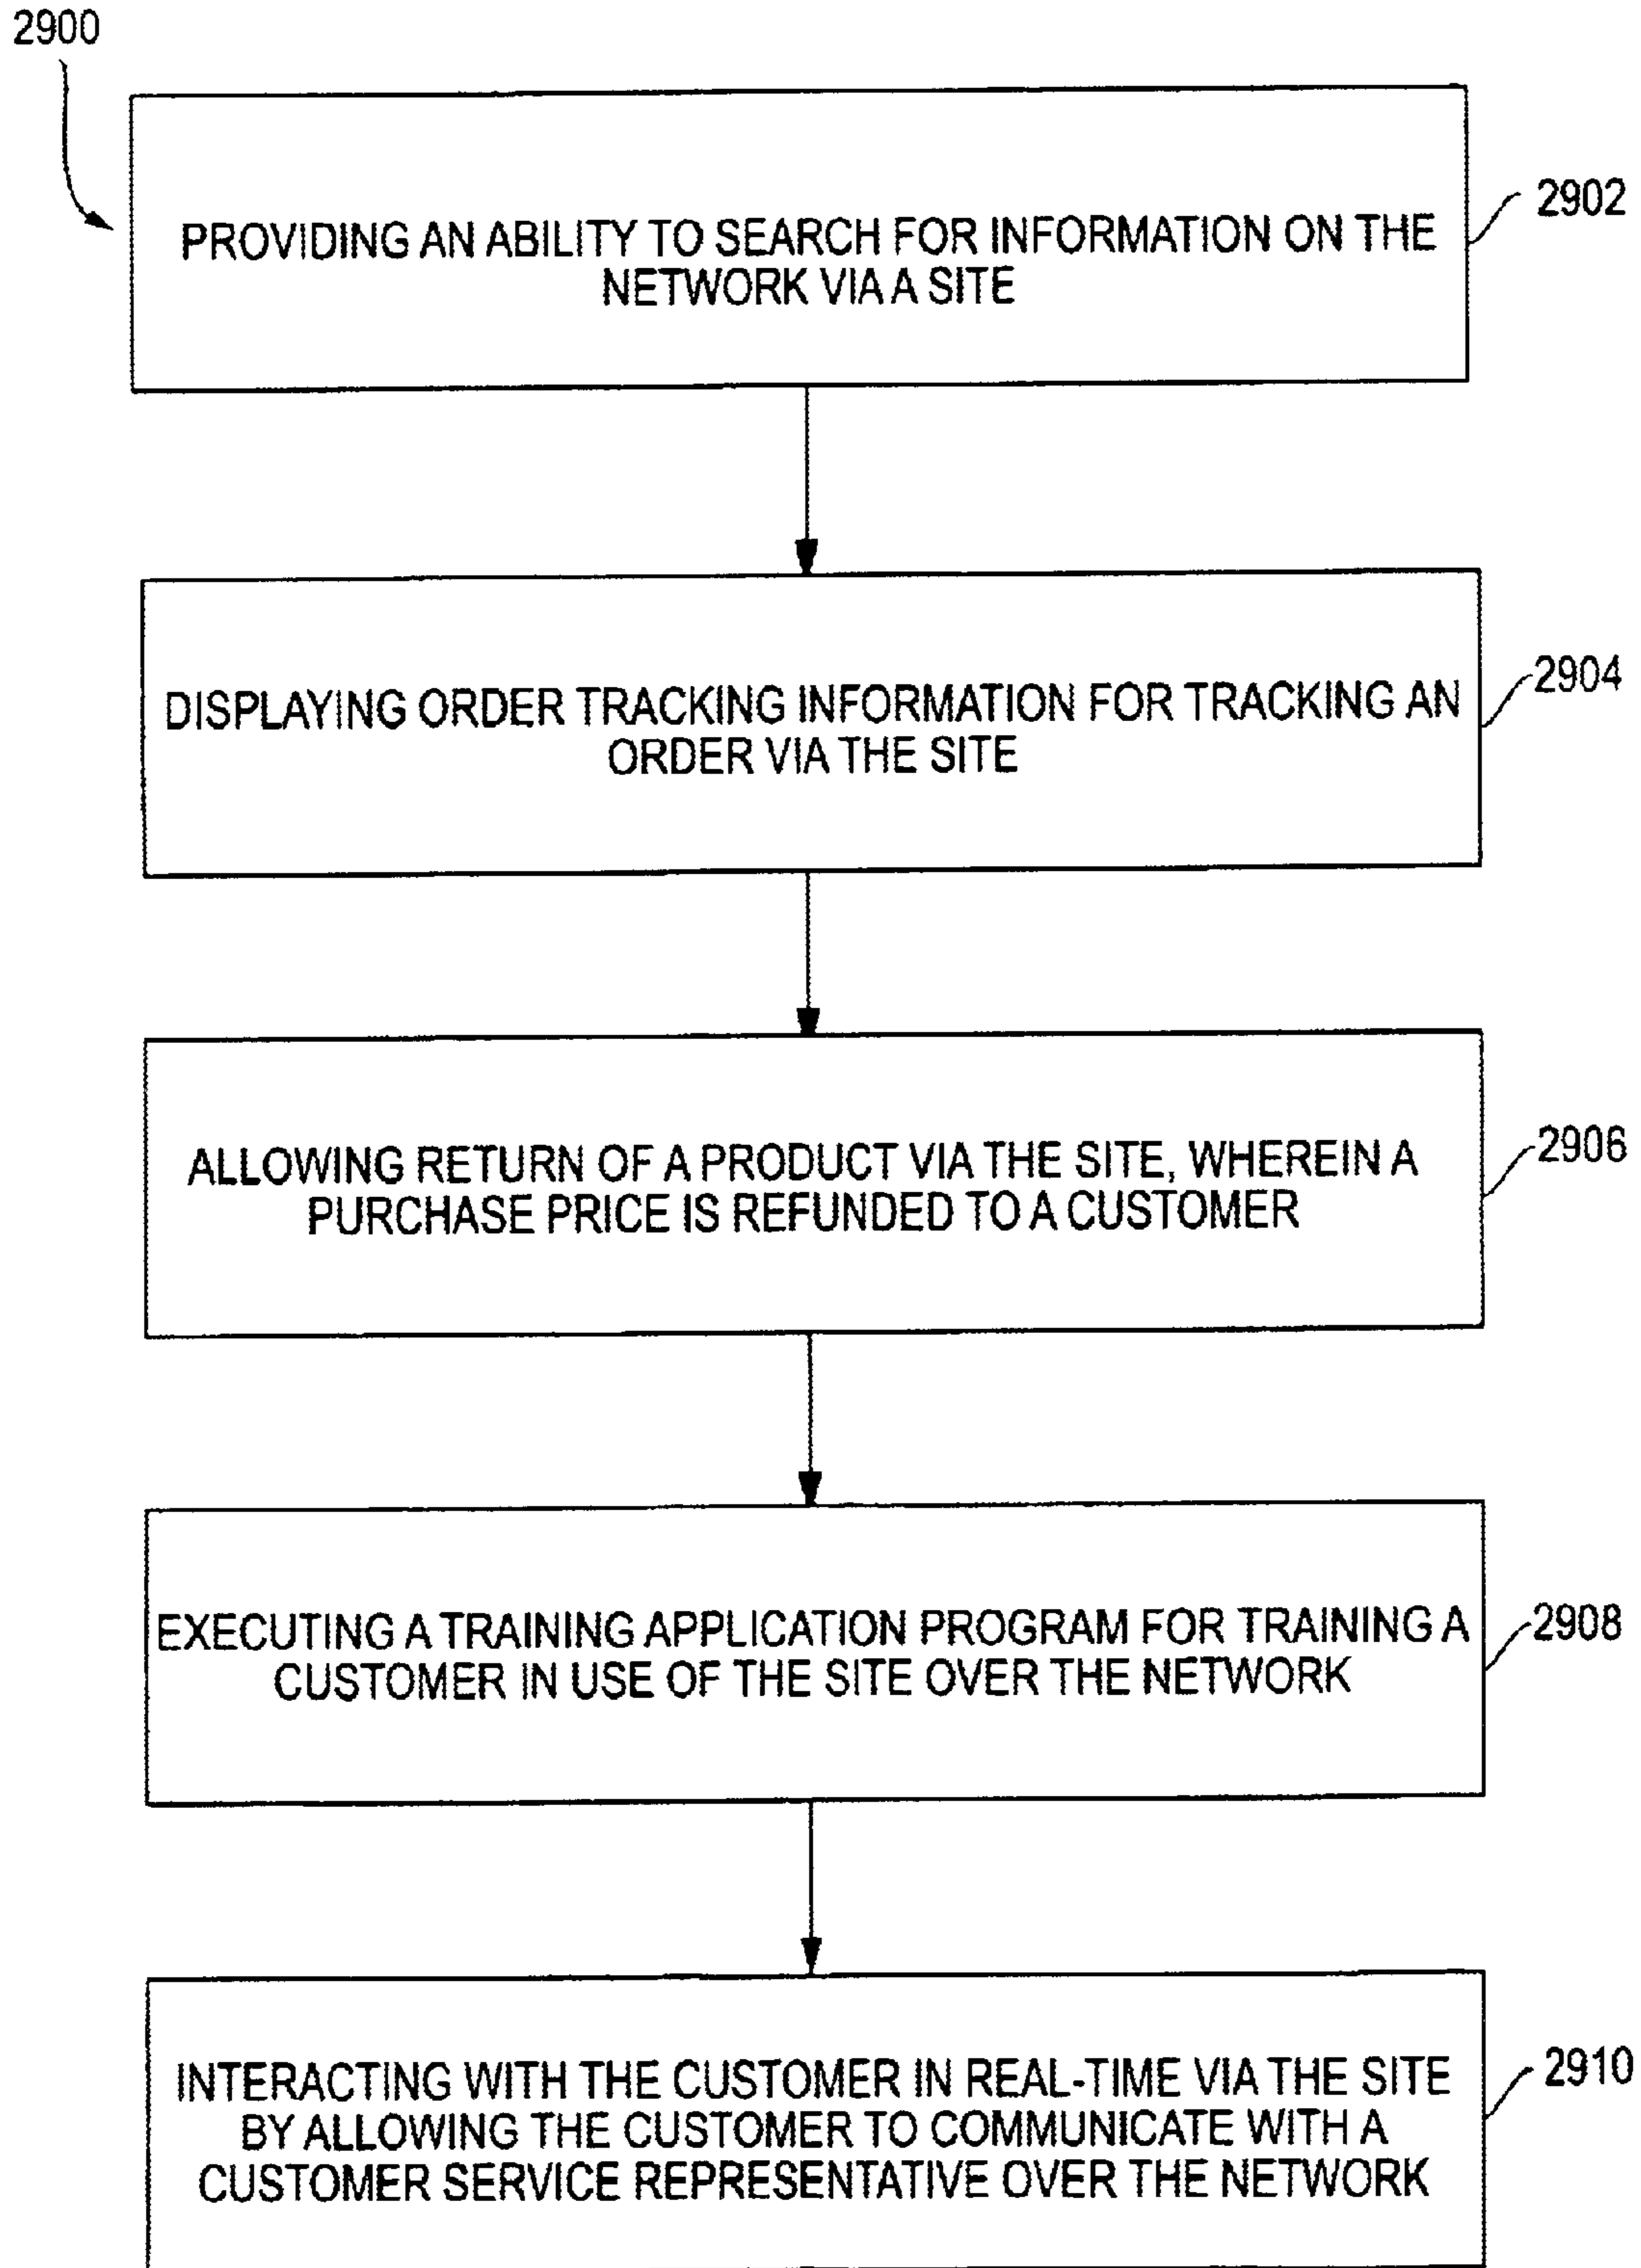 2900
PROVIDING AN ABILITY TO SEARCH FOR INFORMATION ON THE
NETWORK VIA A SITE
2902
DISPLAYING ORDER TRACKING INFORMATION FOR TRACKING AN
ORDER VIA THE SITE
2904
ALLOWING RETURN OF A PRODUCT VIA THE SITE, WHEREIN A
PURCHASE PRICE IS REFUNDED TO A CUSTOMER
2906
EXECUTING A TRAINING APPLICATION PROGRAM FOR TRAINING A
CUSTOMER IN USE OF THE SITE OVER THE NETWORK
2908
INTERACTING WITH THE CUSTOMER IN REAL-TIME VIA THE SITE
BY ALLOWING THE CUSTOMER TO COMMUNICATE WITH A
CUSTOMER SERVICE REPRESENTATIVE OVER THE NETWORK
2910